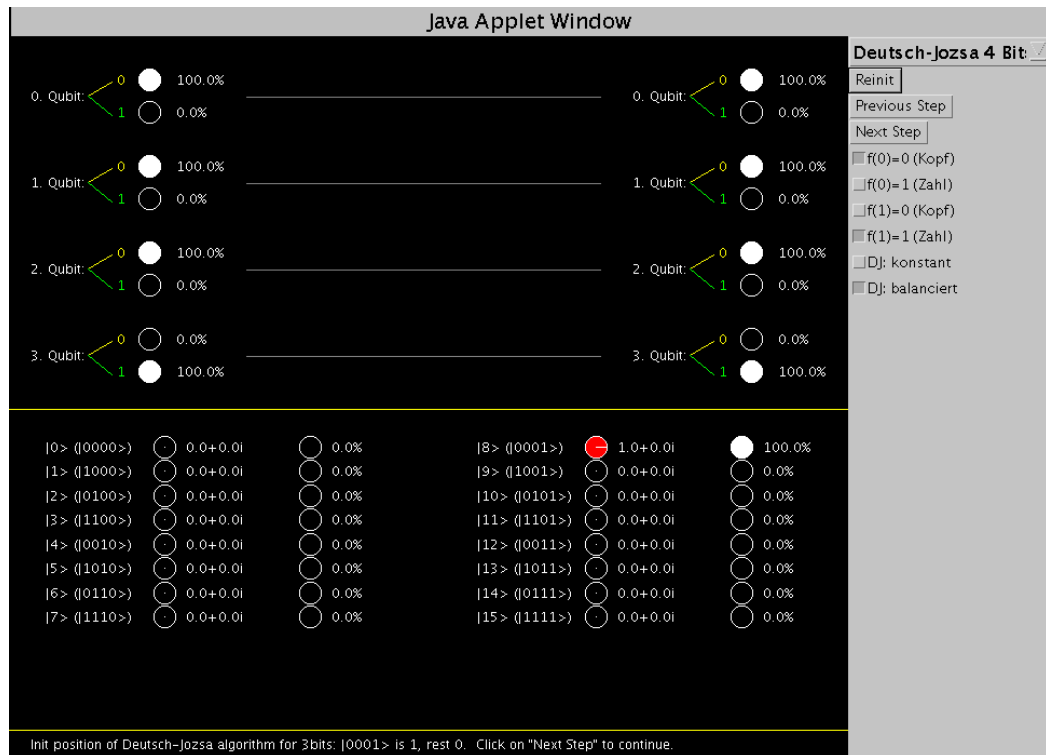 Java Applet Window
Deutsch-Jozsa 4 Bit
Reinit
Previous Step
Next Step
f(0)=0 (Kopf)
f(0)=1 (Zahl)
f(1)=0 (Kopf)
f(1)=1 (Zahl)
DJ: konstant
DJ: balanciert
0. Qubit: 0 100.0% 0. Qubit: 0 100.0%
1 0.0% 1 0.0%
1. Qubit: 0 100.0% 1. Qubit: 0 100.0%
1 0.0% 1 0.0%
2. Qubit: 0 100.0% 2. Qubit: 0 100.0%
1 0.0% 1 0.0%
3. Qubit: 0 0.0% 3. Qubit: 0 0.0%
1 100.0% 1 100.0%
|0> (|0000>) 0.0+0.0i 0.0% |8> (|0001>) 1.0+0.0i 100.0%
|1> (|1000>) 0.0+0.0i 0.0% |9> (|1001>) 0.0+0.0i 0.0%
|2> (|0100>) 0.0+0.0i 0.0% |10> (|0101>) 0.0+0.0i 0.0%
|3> (|1100>) 0.0+0.0i 0.0% |11> (|1101>) 0.0+0.0i 0.0%
|4> (|0010>) 0.0+0.0i 0.0% |12> (|0011>) 0.0+0.0i 0.0%
|5> (|1010>) 0.0+0.0i 0.0% |13> (|1011>) 0.0+0.0i 0.0%
|6> (|0110>) 0.0+0.0i 0.0% |14> (|0111>) 0.0+0.0i 0.0%
|7> (|1110>) 0.0+0.0i 0.0% |15> (|1111>) 0.0+0.0i 0.0%
Init position of Deutsch-Jozsa algorithm for 3bits: |0001> is 1, rest 0. Click on "Next Step" to continue.